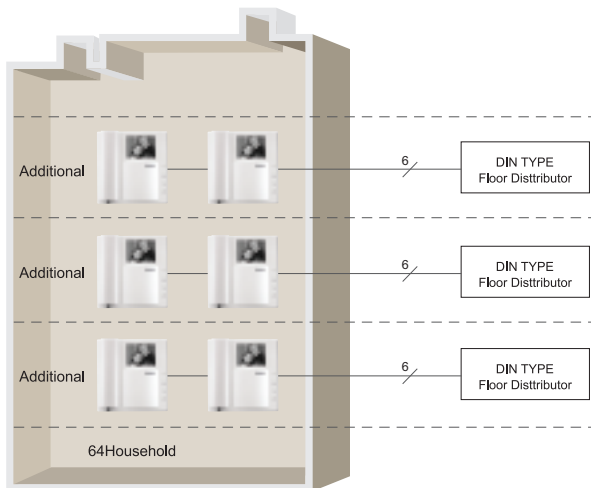 Additional
6
DIN TYPE
Floor Disttributor
Additional
6
DIN TYPE
Floor Disttributor
Additional
6
DIN TYPE
Floor Disttributor
64Household